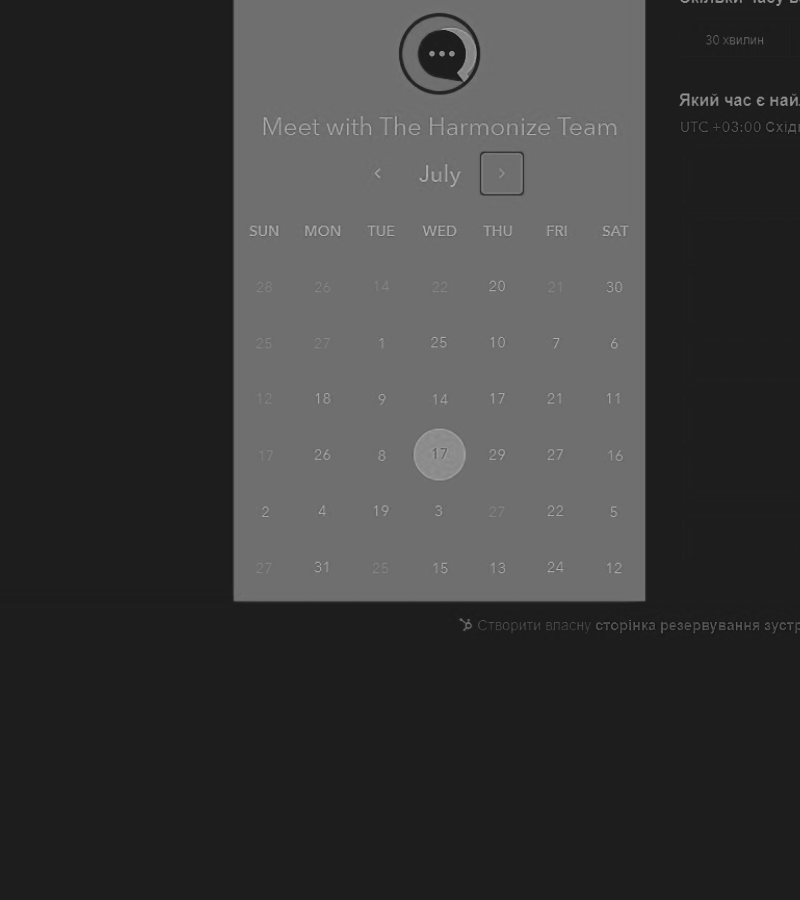 30 хвилин
Який час є най
UTC +03:00 Східн
Meet with The Harmonize Team
July
SUN MON TUE WED THU FRI SAT
28 26 14 22 20 21 30
25 27 1 25 10 7 6
12 18 9 14 17 21 11
17 26 8 17 29 27 16
2 4 19 3 27 22 5
27 31 25 15 13 24 12
Створити власну сторінка резервування зустр